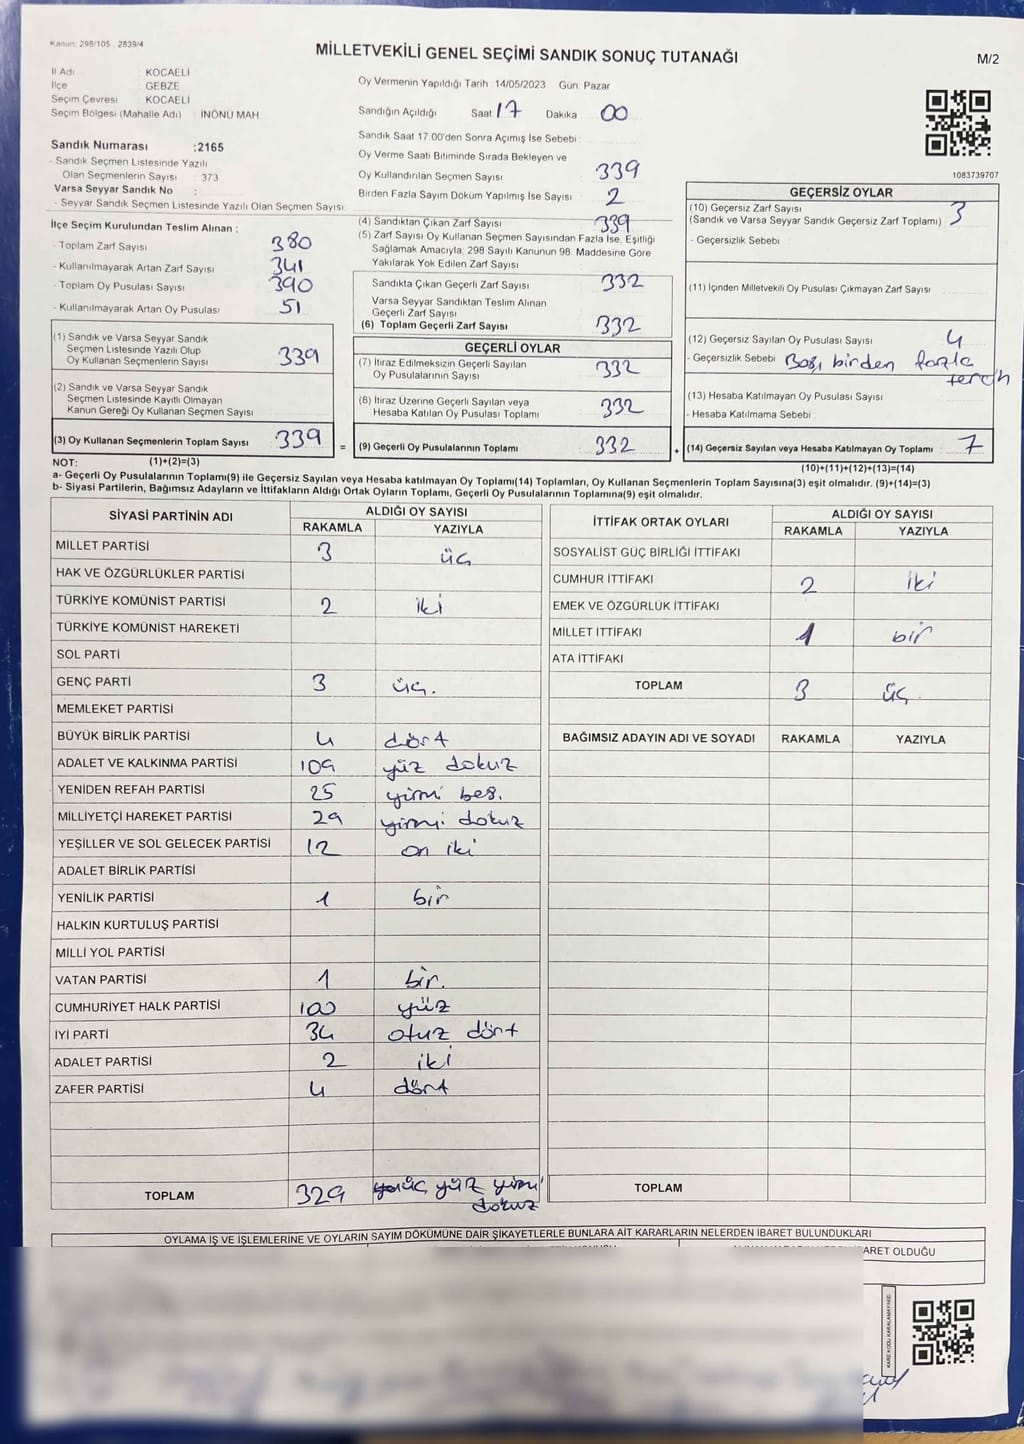 Kanun: 298/105 , 2839/4
MİLLETVEKİLİ GENEL SEÇİMİ SANDIK SONUÇ TUTANAĞI
M/2
İl Adı KOCAELİ
İlçe GEBZE
Seçim Çevresi KOCAELİ
Seçim Bölgesi (Mahalle Adı) : İNÖNÜ MAH
Sandık Numarası :2165
- Sandık Seçmen Listesinde Yazılı
Olan Seçmenlerin Sayısı : 373
Varsa Seyyar Sandık No :
- Seyyar Sandık Seçmen Listesinde Yazılı Olan Seçmen Sayısı:
Oy Vermenin Yapıldığı Tarih :14/05/2023 Gün: Pazar
Sandığın Açıldığı Saat 17 Dakika 00
Sandık Saat 17:00'den Sonra Açımış İse Sebebi :
Oy Verme Saati Bitiminde Sırada Bekleyen ve
Oy Kullandırılan Seçmen Sayısı 339
Birden Fazla Sayım Döküm Yapılmış İse Sayısı : 2
1083739707
İlçe Seçim Kurulundan Teslim Alınan ;
- Toplam Zarf Sayısı : 380
- Kullanılmayarak Artan Zarf Sayısı : 341
- Toplam Oy Pusulası Sayısı : 390
- Kullanılmayarak Artan Oy Pusulası : 51
(1) Sandık ve Varsa Seyyar Sandık
Seçmen Listesinde Yazılı Olup
Oy Kullanan Seçmenlerin Sayısı : 339
(2) Sandık ve Varsa Seyyar Sandık
Seçmen Listesinde Kayıtlı Olmayan
Kanun Gereği Oy Kullanan Seçmen Sayısı :
(3) Oy Kullanan Seçmenlerin Toplam Sayısı : 339 =
(4) Sandıktan Çıkan Zarf Sayısı : 339
(5) Zarf Sayısı Oy Kullanan Seçmen Sayısından Fazla İse, Eşitliği
Sağlamak Amacıyla, 298 Sayılı Kanunun 98. Maddesine Göre
Yakılarak Yok Edilen Zarf Sayısı :
Sandıkta Çıkan Geçerli Zarf Sayısı : 332
Varsa Seyyar Sandıktan Teslim Alınan
Geçerli Zarf Sayısı :
(6) Toplam Geçerli Zarf Sayısı : 332
GEÇERLİ OYLAR
(7) İtiraz Edilmeksizin Geçerli Sayılan
Oy Pusulalarının Sayısı : 332
(8) İtiraz Üzerine Geçerli Sayılan veya
Hesaba Katılan Oy Pusulası Toplamı : 332
(9) Geçerli Oy Pusulalarının Toplamı : 332 +
GEÇERSİZ OYLAR
(10) Geçersiz Zarf Sayısı
(Sandık ve Varsa Seyyar Sandık Geçersiz Zarf Toplamı) : 3
- Geçersizlik Sebebi :
(11) İçinden Milletvekili Oy Pusulası Çıkmayan Zarf Sayısı :
(12) Geçersiz Sayılan Oy Pusulası Sayısı : 4
- Geçersizlik Sebebi : Boş, birden fazla
tercih
(13) Hesaba Katılmayan Oy Pusulası Sayısı :
- Hesaba Katılmama Sebebi :
(14) Geçersiz Sayılan veya Hesaba Katılmayan Oy Toplamı : 7
NOT: (1)+(2)=(3) (10)+(11)+(12)+(13)=(14)
a- Geçerli Oy Pusulalarının Toplamı(9) ile Geçersiz Sayılan veya Hesaba katılmayan Oy Toplamı(14) Toplamları, Oy Kullanan Seçmenlerin Toplam Sayısına(3) eşit olmalıdır. (9)+(14)=(3)
b- Siyasi Partilerin, Bağımsız Adayların ve İttifakların Aldığı Ortak Oyların Toplamı, Geçerli Oy Pusulalarının Toplamına(9) eşit olmalıdır.
SİYASİ PARTİNİN ADI ALDIĞI OY SAYISI
RAKAMLA YAZIYLA
MİLLET PARTİSİ 3 üç
HAK VE ÖZGÜRLÜKLER PARTİSİ
TÜRKİYE KOMÜNİST PARTİSİ 2 iki
TÜRKİYE KOMÜNİST HAREKETİ
SOL PARTİ
GENÇ PARTİ 3 üç.
MEMLEKET PARTİSİ
BÜYÜK BİRLİK PARTİSİ 4 dört
ADALET VE KALKINMA PARTİSİ 109 yüz dokuz
YENİDEN REFAH PARTİSİ 25 yirmi beş.
MİLLİYETÇİ HAREKET PARTİSİ 29 yirmi dokuz
YEŞİLLER VE SOL GELECEK PARTİSİ 12 on iki
ADALET BİRLİK PARTİSİ
YENİLİK PARTİSİ 1 bir
HALKIN KURTULUŞ PARTİSİ
MİLLİ YOL PARTİSİ
VATAN PARTİSİ 1 bir.
CUMHURİYET HALK PARTİSİ 100 yüz
İYİ PARTİ 34 otuz dört
ADALET PARTİSİ 2 iki
ZAFER PARTİSİ 4 dört
TOPLAM 329 üç yüz yirmi
dokuz
İTTİFAK ORTAK OYLARI ALDIĞI OY SAYISI
RAKAMLA YAZIYLA
SOSYALİST GÜÇ BİRLİĞİ İTTİFAKI
CUMHUR İTTİFAKI 2 iki
EMEK VE ÖZGÜRLÜK İTTİFAKI
MİLLET İTTİFAKI 1 bir
ATA İTTİFAKI
TOPLAM 3 üç
BAĞIMSIZ ADAYIN ADI VE SOYADI RAKAMLA YAZIYLA
TOPLAM
OYLAMA İŞ VE İŞLEMLERİNE VE OYLARIN SAYIM DÖKÜMÜNE DAİR ŞİKAYETLERLE BUNLARA AİT KARARLARIN NELERDEN İBARET BULUNDUKLARI
ARET OLDUĞU
KARE KODU KARALAMAYINIZ!